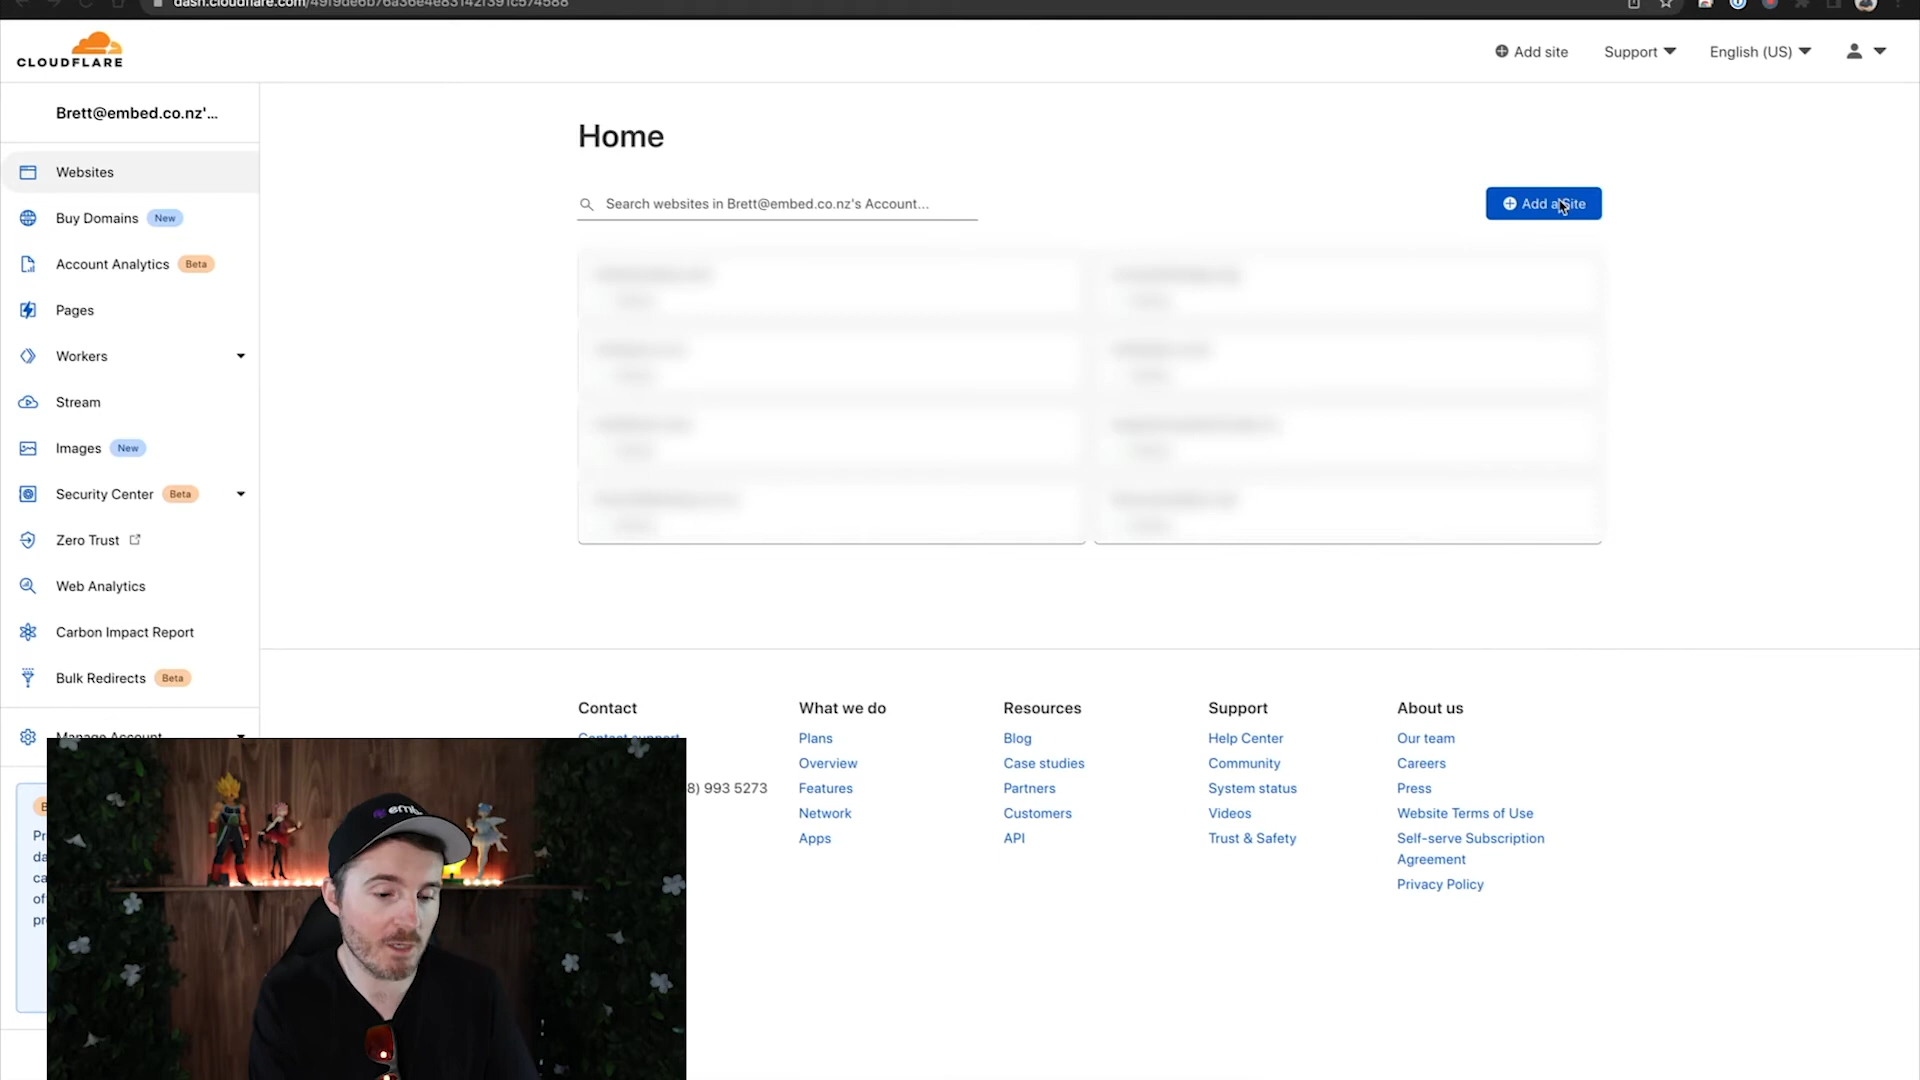 CLOUDFLARE
Add site
Support
English (US)
Brett@embed.co.nz'...
Websites
Buy Domains New
Account Analytics Beta
Pages
Workers
Stream
Images New
Security Center Beta
Zero Trust
Web Analytics
Carbon Impact Report
Bulk Redirects Beta
Manage Account
Home
Search websites in Brett@embed.co.nz's Account...
Add a Site
Contact
Contact support
8) 993 5273
What we do
Plans
Overview
Features
Network
Apps
Resources
Blog
Case studies
Partners
Customers
API
Support
Help Center
Community
System status
Videos
Trust & Safety
About us
Our team
Careers
Press
Website Terms of Use
Self-serve Subscription
Agreement
Privacy Policy